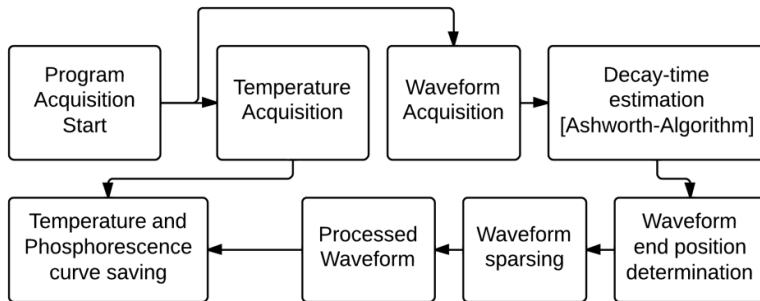 Program
Acquisition
Start
Temperature
Acquisition
Waveform
Acquisition
Decay-time
estimation
[Ashworth-Algorithm]
Temperature and
Phosphorescence
curve saving
Processed
Waveform
Waveform
sparsing
Waveform
end position
determination